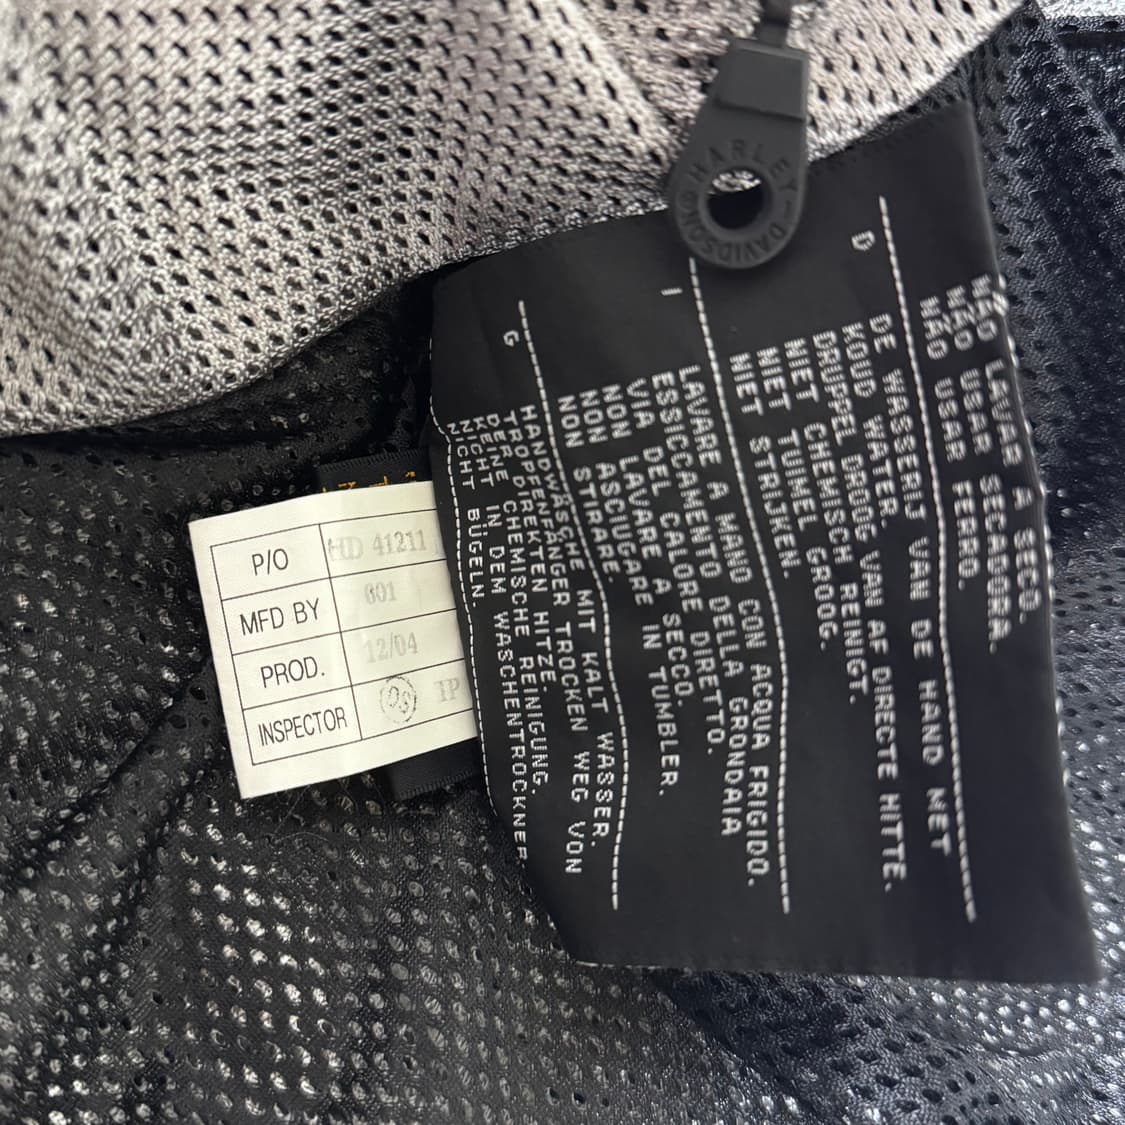 HARLEY-DAVIDSON
P/O HD 41211
MFD BY 601
PROD. 12/04
INSPECTOR OS IP
NÃO LAVAR A SECO.
NÃO USAR SECADORA.
NÃO USAR FERRO.
D
DE WASSERIJ VAN DE HAND NET
KOUD WATER.
DRUPPEL DROOG VAN AF DIRECTE HITTE.
NIET CHEMISCH REINIGT.
NIET TUIMEL GROOG.
NIET STRIJKEN.
I
LAVARE A MANO CON ACQUA FRIGIDO.
ESSICCAMENTO DELLA GRONDAIA
VIA DEL CALORE DIRETTO.
NON LAVARE A SECCO.
NON ASCIUGARE IN TUMBLER.
NON STIRARE.
G
HANDWÄSCHE MIT KALT WASSER.
TROPFENFÄNGER TROCKEN WEG VON
DER DIREKTEN HITZE.
KEINE CHEMISCHE REINIGUNG.
NICHT IN DEM WASCHENTROCKNER
NICHT BÜGELN.